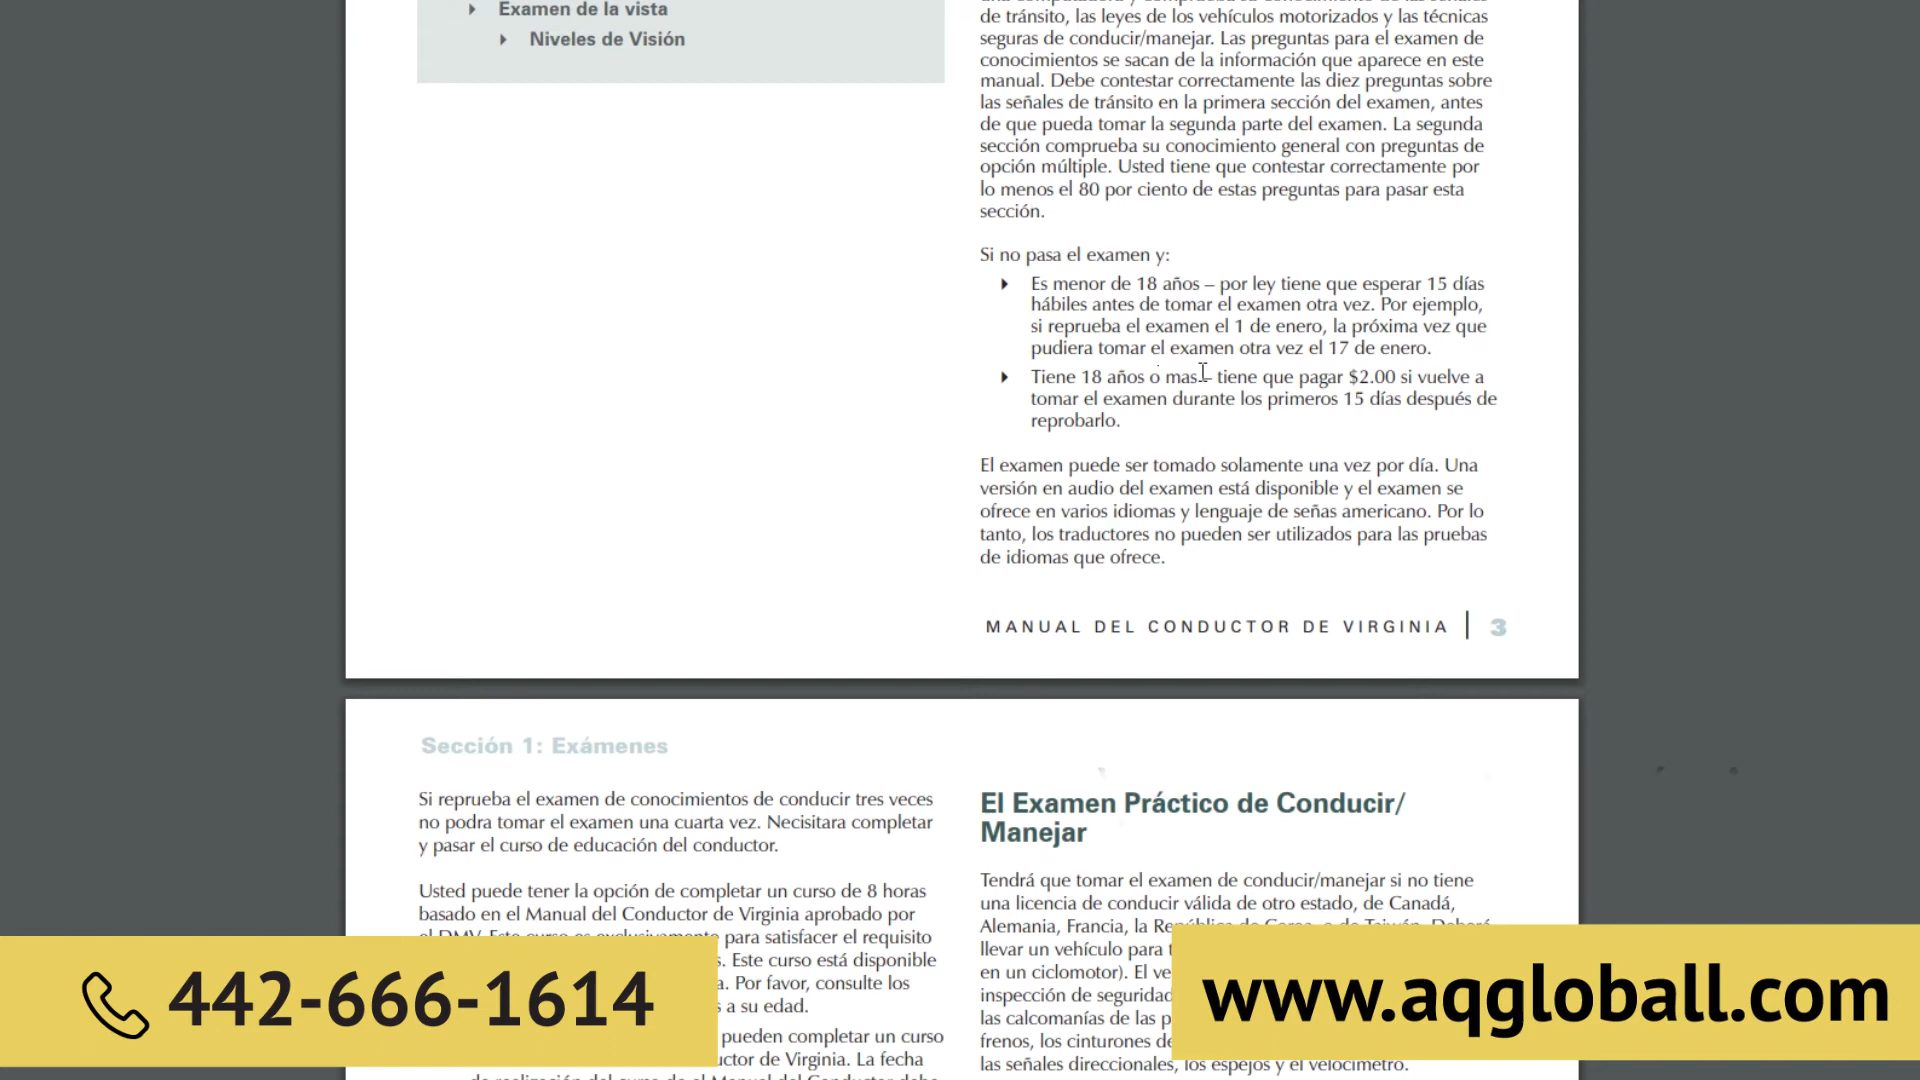 Examen de la vista
Niveles de Visión
de tránsito, las leyes de los vehículos motorizados y las técnicas
seguras de conducir/manejar. Las preguntas para el examen de
conocimientos se sacan de la información que aparece en este
manual. Debe contestar correctamente las diez preguntas sobre
las señales de tránsito en la primera sección del examen, antes
de que pueda tomar la segunda parte del examen. La segunda
sección comprueba su conocimiento general con preguntas de
opción múltiple. Usted tiene que contestar correctamente por
lo menos el 80 por ciento de estas preguntas para pasar esta
sección.
Si no pasa el examen y:
Es menor de 18 años – por ley tiene que esperar 15 días
hábiles antes de tomar el examen otra vez. Por ejemplo,
si reprueba el examen el 1 de enero, la próxima vez que
pudiera tomar el examen otra vez el 17 de enero.
Tiene 18 años o mas – tiene que pagar $2.00 si vuelve a
tomar el examen durante los primeros 15 días después de
reprobarlo.
El examen puede ser tomado solamente una vez por día. Una
versión en audio del examen está disponible y el examen se
ofrece en varios idiomas y lenguaje de señas americano. Por lo
tanto, los traductores no pueden ser utilizados para las pruebas
de idiomas que ofrece.
MANUAL DEL CONDUCTOR DE VIRGINIA | 3
Sección 1: Exámenes
Si reprueba el examen de conocimientos de conducir tres veces
no podra tomar el examen una cuarta vez. Necisitara completar
y pasar el curso de educación del conductor.
Usted puede tener la opción de completar un curso de 8 horas
basado en el Manual del Conductor de Virginia aprobado por
para satisfacer el requisito
Este curso está disponible
Por favor, consulte los
a su edad.
pueden completar un curso
de Virginia. La fecha
El Examen Práctico de Conducir/
Manejar
Tendrá que tomar el examen de conducir/manejar si no tiene
una licencia de conducir válida de otro estado, de Canadá,
Alemania, Francia, la
llevar un vehículo para
en un ciclomotor). El
inspección de seguridad
las calcomanías de las
frenos, los cinturones
las señales direccionales, los espejos y el velocímetro.
442-666-1614
www.aqgloball.com